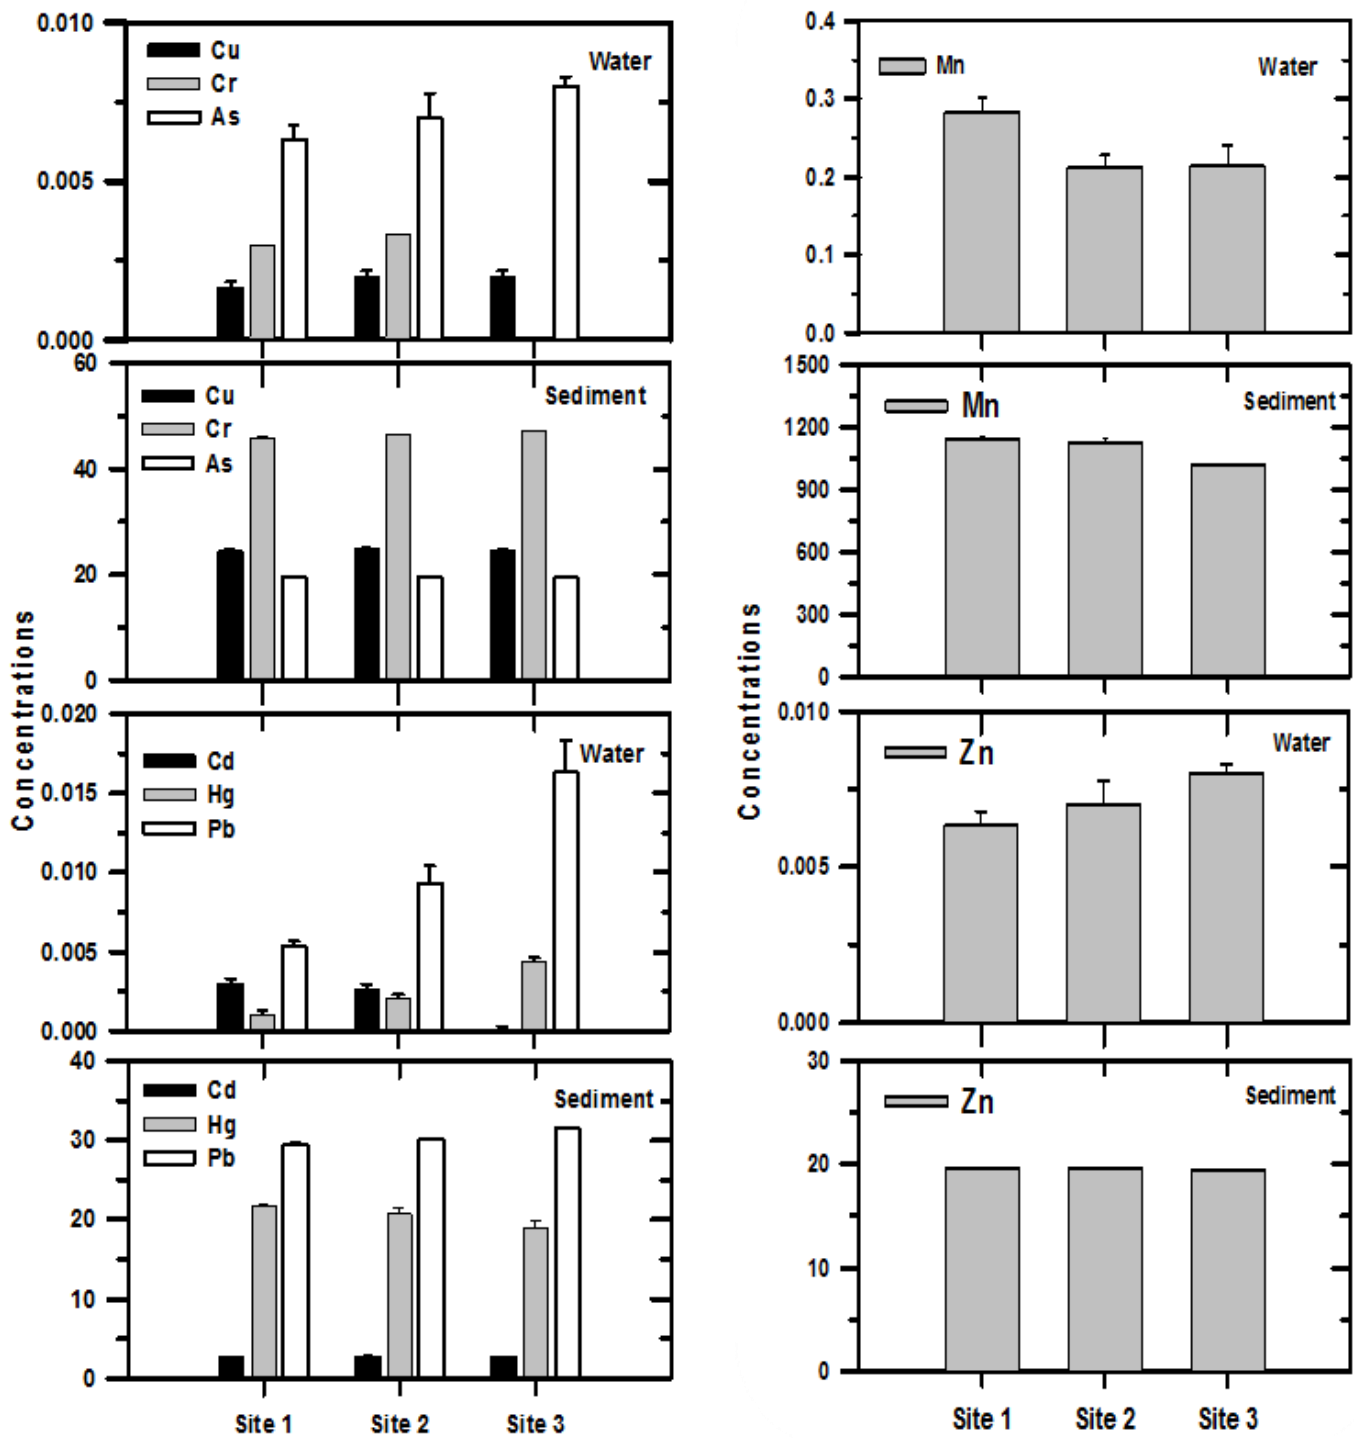 0.010
Cu
Cr
As
Water
0.005
0.000
60
Cu
Cr
As
Sediment
40
20
0
0.020
Cd
Hg
Pb
Water
0.015
0.010
0.005
0.000
40
Cd
Hg
Pb
Sediment
30
20
10
0
Site 1 Site 2 Site 3
Concentrations
0.4
Mn
Water
0.3
0.2
0.1
0.0
1500
Mn
Sediment
1200
900
600
300
0
0.010
Zn
Water
0.005
0.000
30
Zn
Sediment
20
10
0
Site 1 Site 2 Site 3
Concentrations